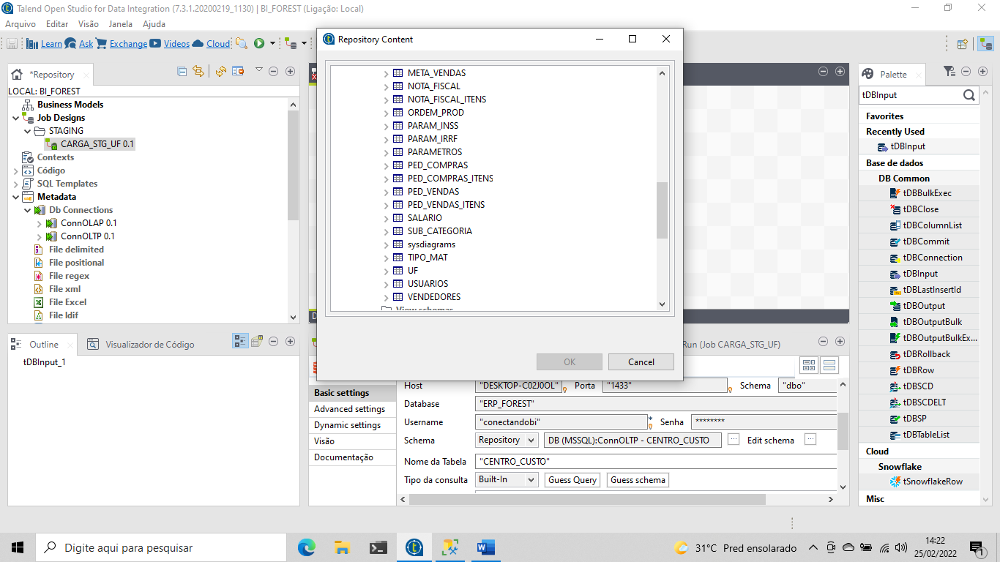 Talend Open Studio for Data Integration (7.3.1.20200219_1130) | BI_FOREST (Ligação: Local)
Arquivo Editar Visão Janela Ajuda
Learn Ask Exchange Videos Cloud
*Repository
LOCAL: BI_FOREST
Business Models
Job Designs
STAGING
CARGA_STG_UF 0.1
Contexts
Código
SQL Templates
Metadata
Db Connections
ConnOLAP 0.1
ConnOLTP 0.1
File delimited
File positional
File regex
File xml
File Excel
File ldif
Outline Visualizador de Código
tDBInput_1
Repository Content
META_VENDAS
NOTA_FISCAL
NOTA_FISCAL_ITENS
ORDEM_PROD
PARAM_INSS
PARAM_IRRF
PARAMETROS
PED_COMPRAS
PED_COMPRAS_ITENS
PED_VENDAS
PED_VENDAS_ITENS
SALARIO
SUB_CATEGORIA
sysdiagrams
TIPO_MAT
UF
USUARIOS
VENDEDORES
View schemas
OK Cancel
Run (Job CARGA_STG_UF)
Basic settings
Advanced settings
Dynamic settings
Visão
Documentação
Host "DESKTOP-C02J0OL" Porta "1433" Schema "dbo"
Database "ERP_FOREST"
Username "conectandobi" * Senha ********
Schema Repository DB (MSSQL):ConnOLTP - CENTRO_CUSTO ... Edit schema ...
Nome da Tabela "CENTRO_CUSTO"
Tipo da consulta Built-In Guess Query Guess schema
Palette
tDBInput
Favorites
Recently Used
tDBInput
Base de dados
DB Common
tDBBulkExec
tDBClose
tDBColumnList
tDBCommit
tDBConnection
tDBInput
tDBLastInsertId
tDBOutput
tDBOutputBulk
tDBOutputBulkEx...
tDBRollback
tDBRow
tDBSCD
tDBSCDELT
tDBSP
tDBTableList
Cloud
Snowflake
tSnowflakeRow
Misc
Digite aqui para pesquisar
31°C Pred ensolarado
14:22
25/02/2022
1